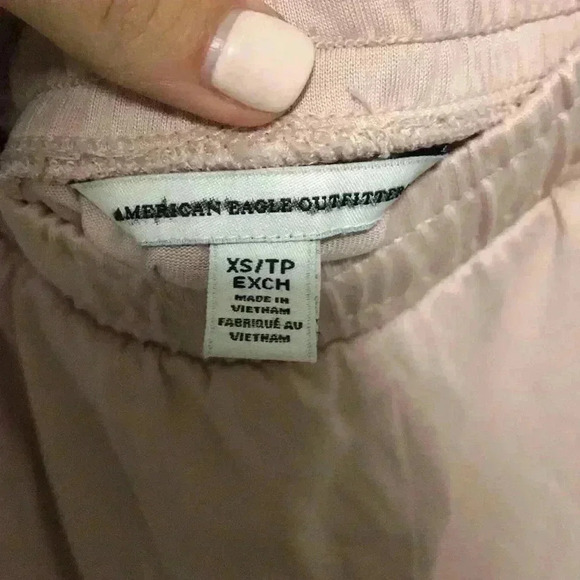 AMERICAN EAGLE OUTFITTERS
XS/TP
EXCH
MADE IN
VIETNAM
FABRIQUÉ AU
VIETNAM